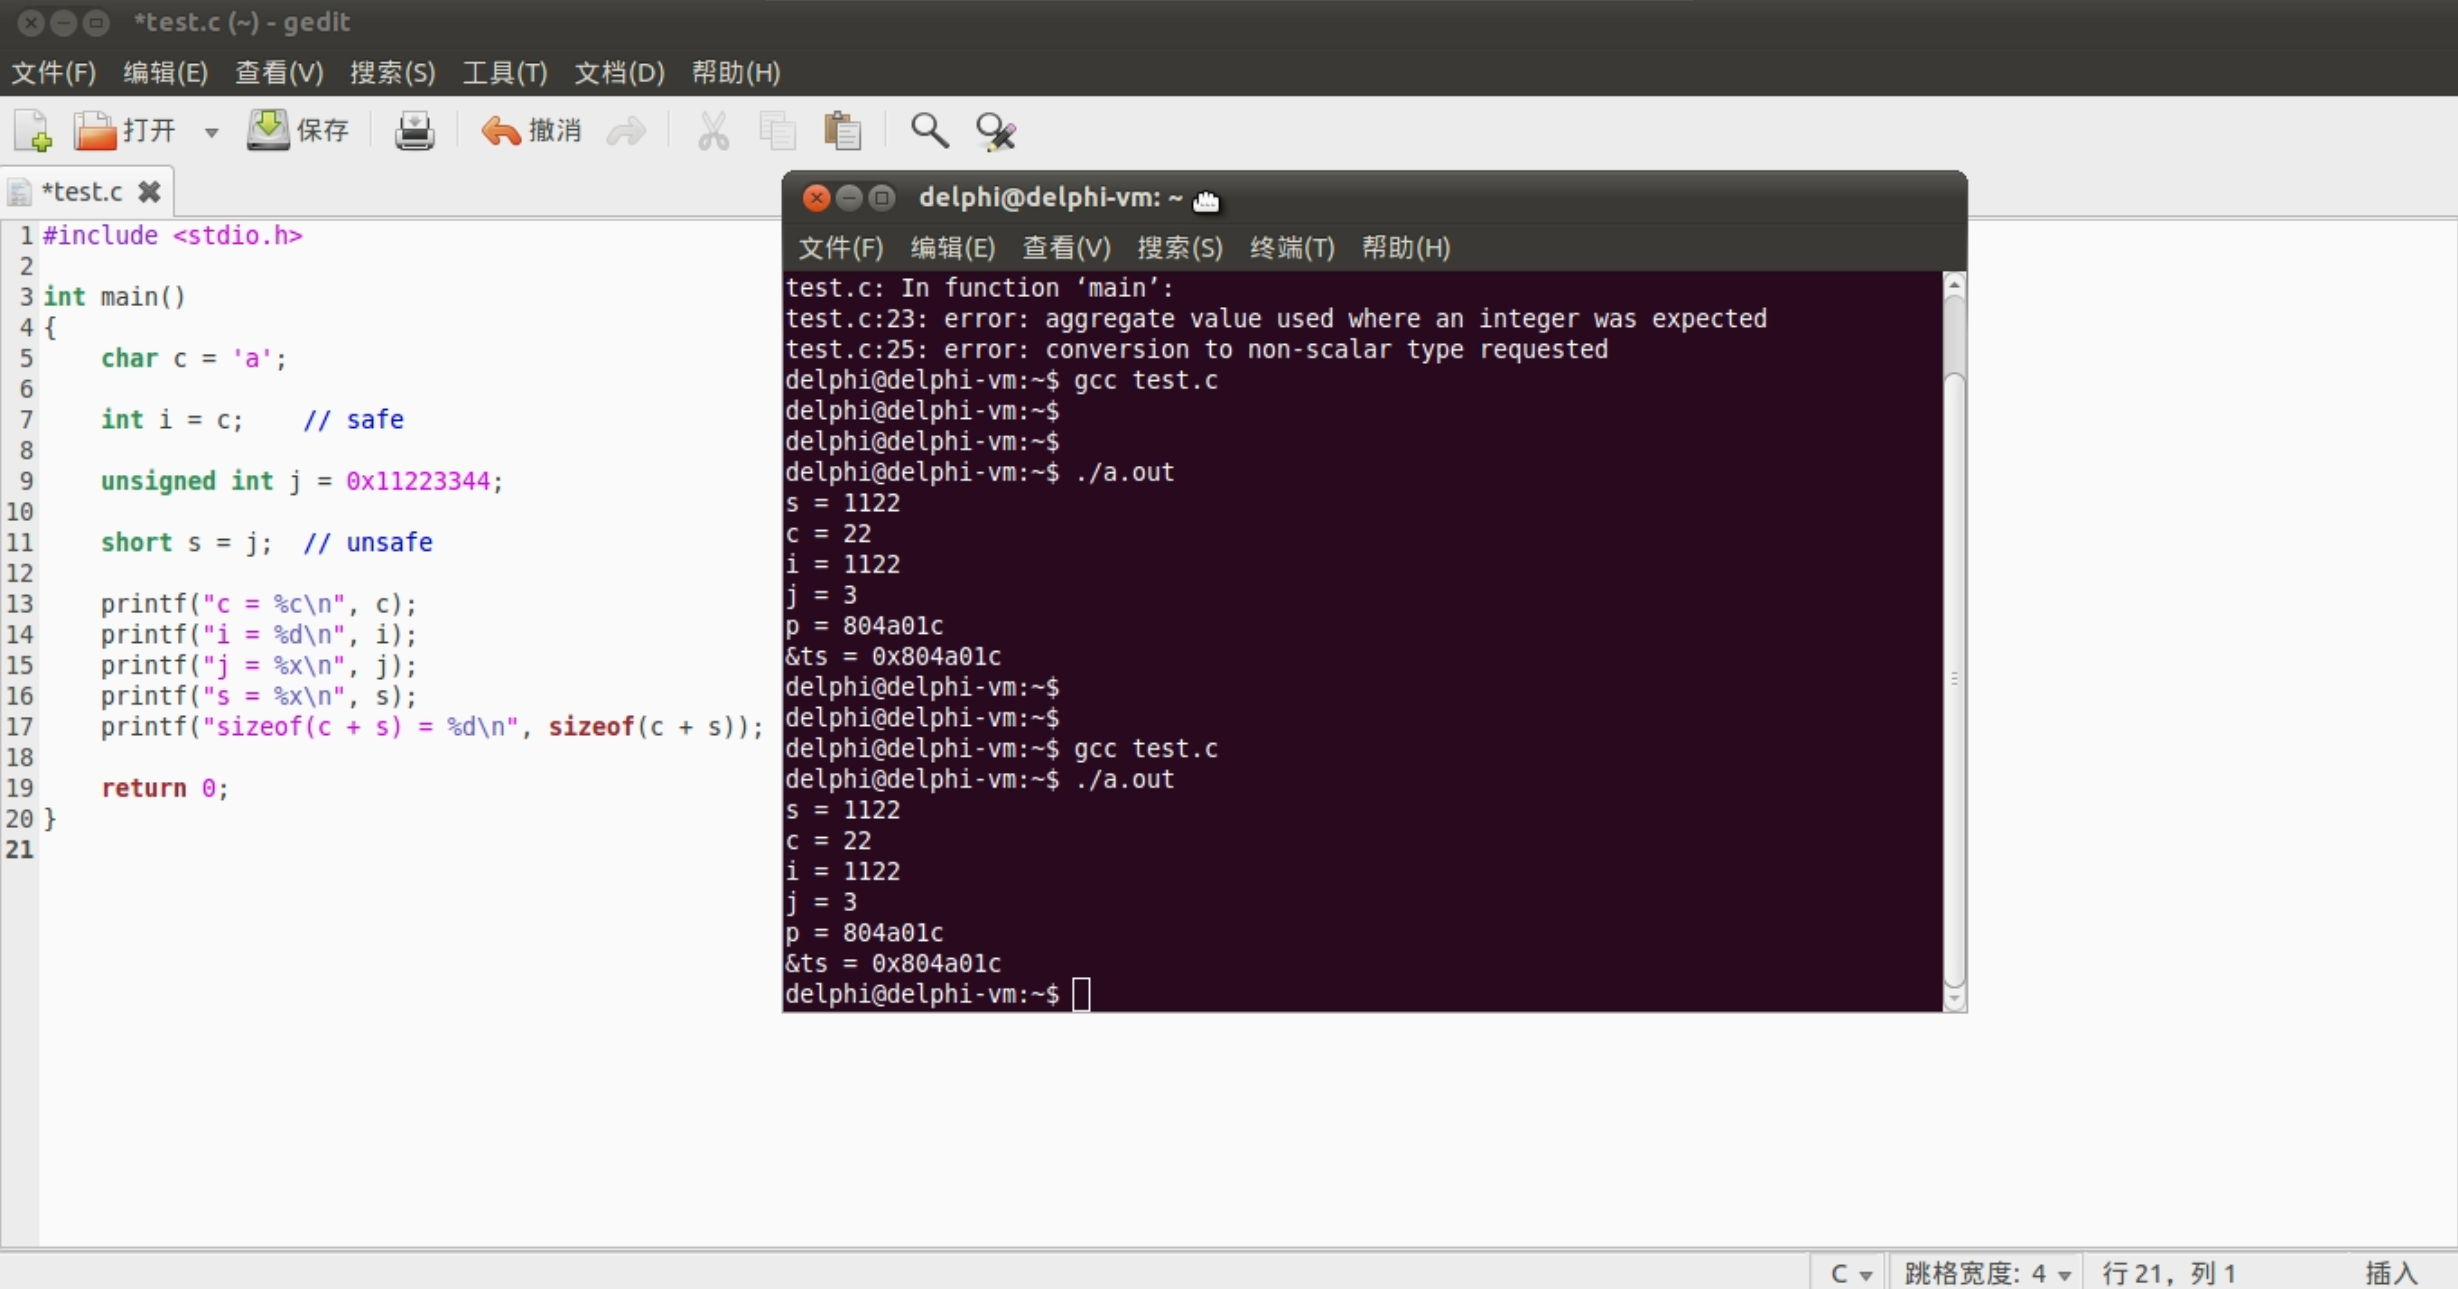 *test.c (~) - gedit
文件(F) 编辑(E) 查看(V) 搜索(S) 工具(T) 文档(D) 帮助(H)
打开 保存 撤消
*test.c
1 #include <stdio.h>
2
3 int main()
4 {
5     char c = 'a';
6
7     int i = c;    // safe
8
9     unsigned int j = 0x11223344;
10
11     short s = j;  // unsafe
12
13     printf("c = %c\n", c);
14     printf("i = %d\n", i);
15     printf("j = %x\n", j);
16     printf("s = %x\n", s);
17     printf("sizeof(c + s) = %d\n", sizeof(c + s));
18
19     return 0;
20 }
21
delphi@delphi-vm: ~
文件(F) 编辑(E) 查看(V) 搜索(S) 终端(T) 帮助(H)
test.c: In function ‘main’:
test.c:23: error: aggregate value used where an integer was expected
test.c:25: error: conversion to non-scalar type requested
delphi@delphi-vm:~$ gcc test.c
delphi@delphi-vm:~$
delphi@delphi-vm:~$
delphi@delphi-vm:~$ ./a.out
s = 1122
c = 22
i = 1122
j = 3
p = 804a01c
&ts = 0x804a01c
delphi@delphi-vm:~$
delphi@delphi-vm:~$
delphi@delphi-vm:~$ gcc test.c
delphi@delphi-vm:~$ ./a.out
s = 1122
c = 22
i = 1122
j = 3
p = 804a01c
&ts = 0x804a01c
delphi@delphi-vm:~$
C 跳格宽度: 4 行 21，列 1 插入